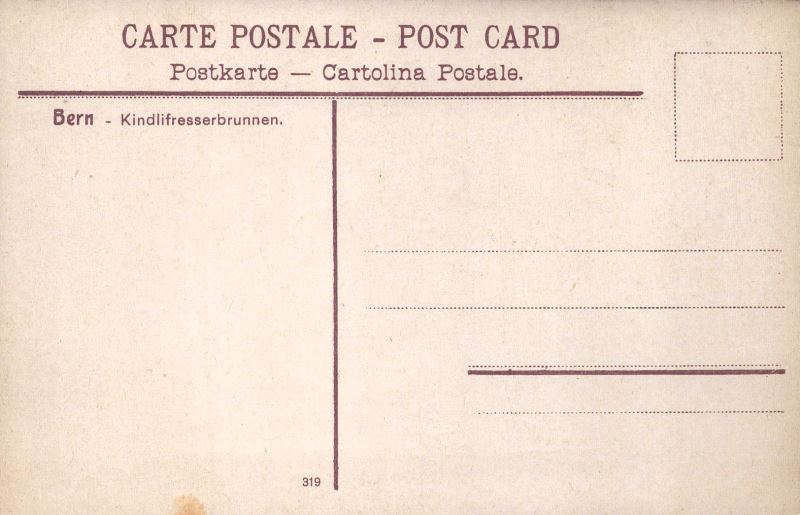 CARTE POSTALE - POST CARD
Postkarte — Cartolina Postale.
Bern - Kindlifresserbrunnen.
319